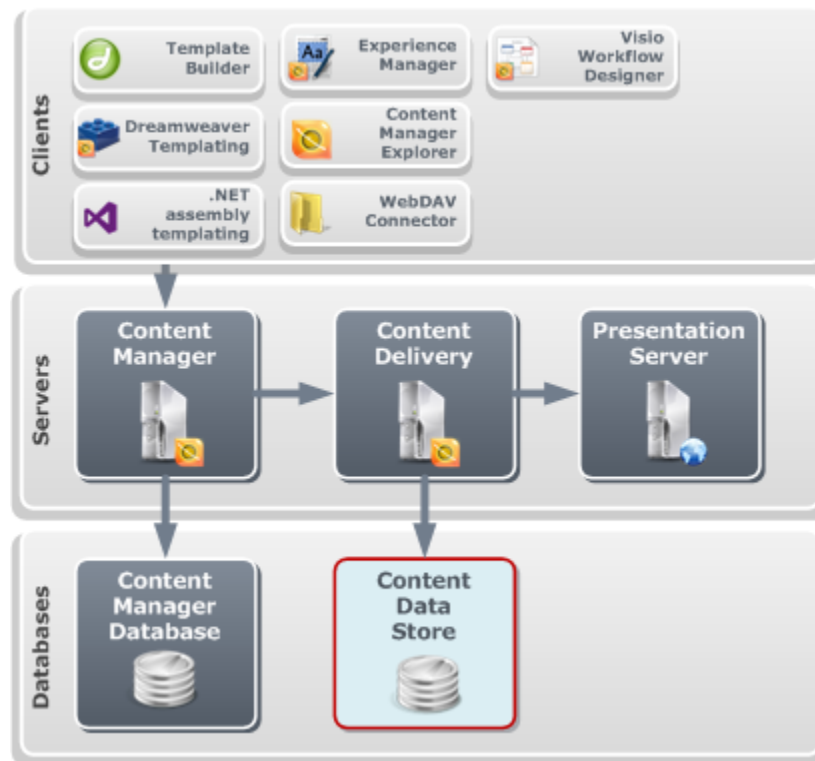 Clients
Template
Builder
Experience
Manager
Visio
Workflow
Designer
Dreamweaver
Templating
Content
Manager
Explorer
.NET
assembly
templating
WebDAV
Connector
Servers
Content
Manager
Content
Delivery
Presentation
Server
Databases
Content
Manager
Database
Content
Data
Store